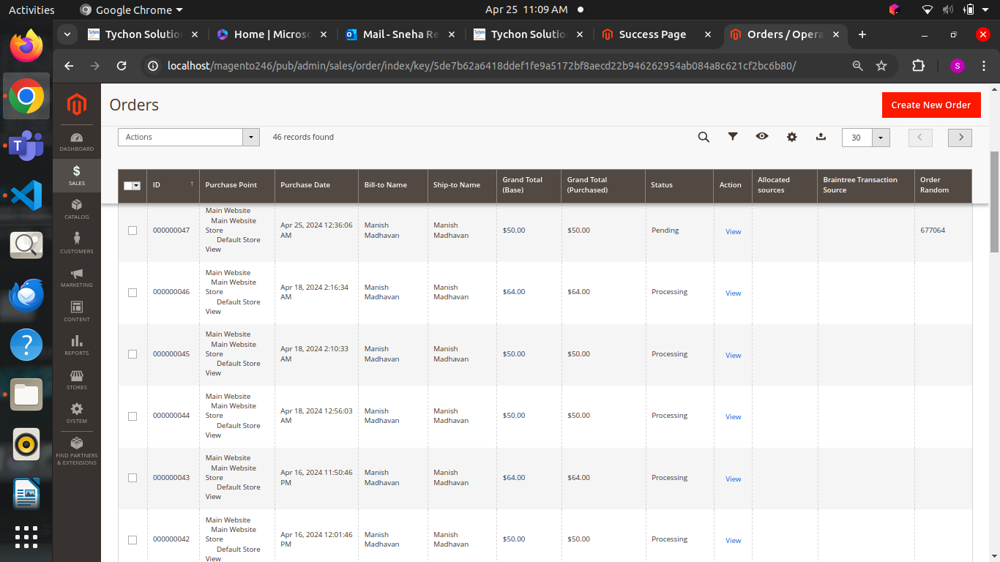 Activities
Google Chrome
Apr 25 11:09 AM
Tychon Solution
Home | Microso
Mail - Sneha Re
Tychon Solution
Success Page
Orders / Opera
localhost/magento246/pub/admin/sales/order/index/key/5de7b62a6418ddef1fe9a5172bf8aecd22b946262954ab084a8c621cf2bc6b80/
S
DASHBOARD
$
SALES
CATALOG
CUSTOMERS
MARKETING
CONTENT
REPORTS
STORES
SYSTEM
FIND PARTNERS
& EXTENSIONS
Orders
Create New Order
Actions
46 records found
30
ID ↑ Purchase Point Purchase Date Bill-to Name Ship-to Name Grand Total (Base) Grand Total (Purchased) Status Action Allocated sources Braintree Transaction Source Order Random
000000047
Main Website
Main Website
Store
Default Store
View
Apr 25, 2024 12:36:06
AM
Manish
Madhavan
Manish
Madhavan
$50.00
$50.00
Pending
View
677064
000000046
Main Website
Main Website
Store
Default Store
View
Apr 18, 2024 2:16:34
AM
Manish
Madhavan
Manish
Madhavan
$64.00
$64.00
Processing
View
000000045
Main Website
Main Website
Store
Default Store
View
Apr 18, 2024 2:10:33
AM
Manish
Madhavan
Manish
Madhavan
$50.00
$50.00
Processing
View
000000044
Main Website
Main Website
Store
Default Store
View
Apr 18, 2024 12:56:03
AM
Manish
Madhavan
Manish
Madhavan
$50.00
$50.00
Processing
View
000000043
Main Website
Main Website
Store
Default Store
View
Apr 16, 2024 11:50:46
PM
Manish
Madhavan
Manish
Madhavan
$64.00
$64.00
Processing
View
000000042
Main Website
Main Website
Store
Default Store
View
Apr 16, 2024 12:01:46
PM
Manish
Madhavan
Manish
Madhavan
$50.00
$50.00
Processing
View